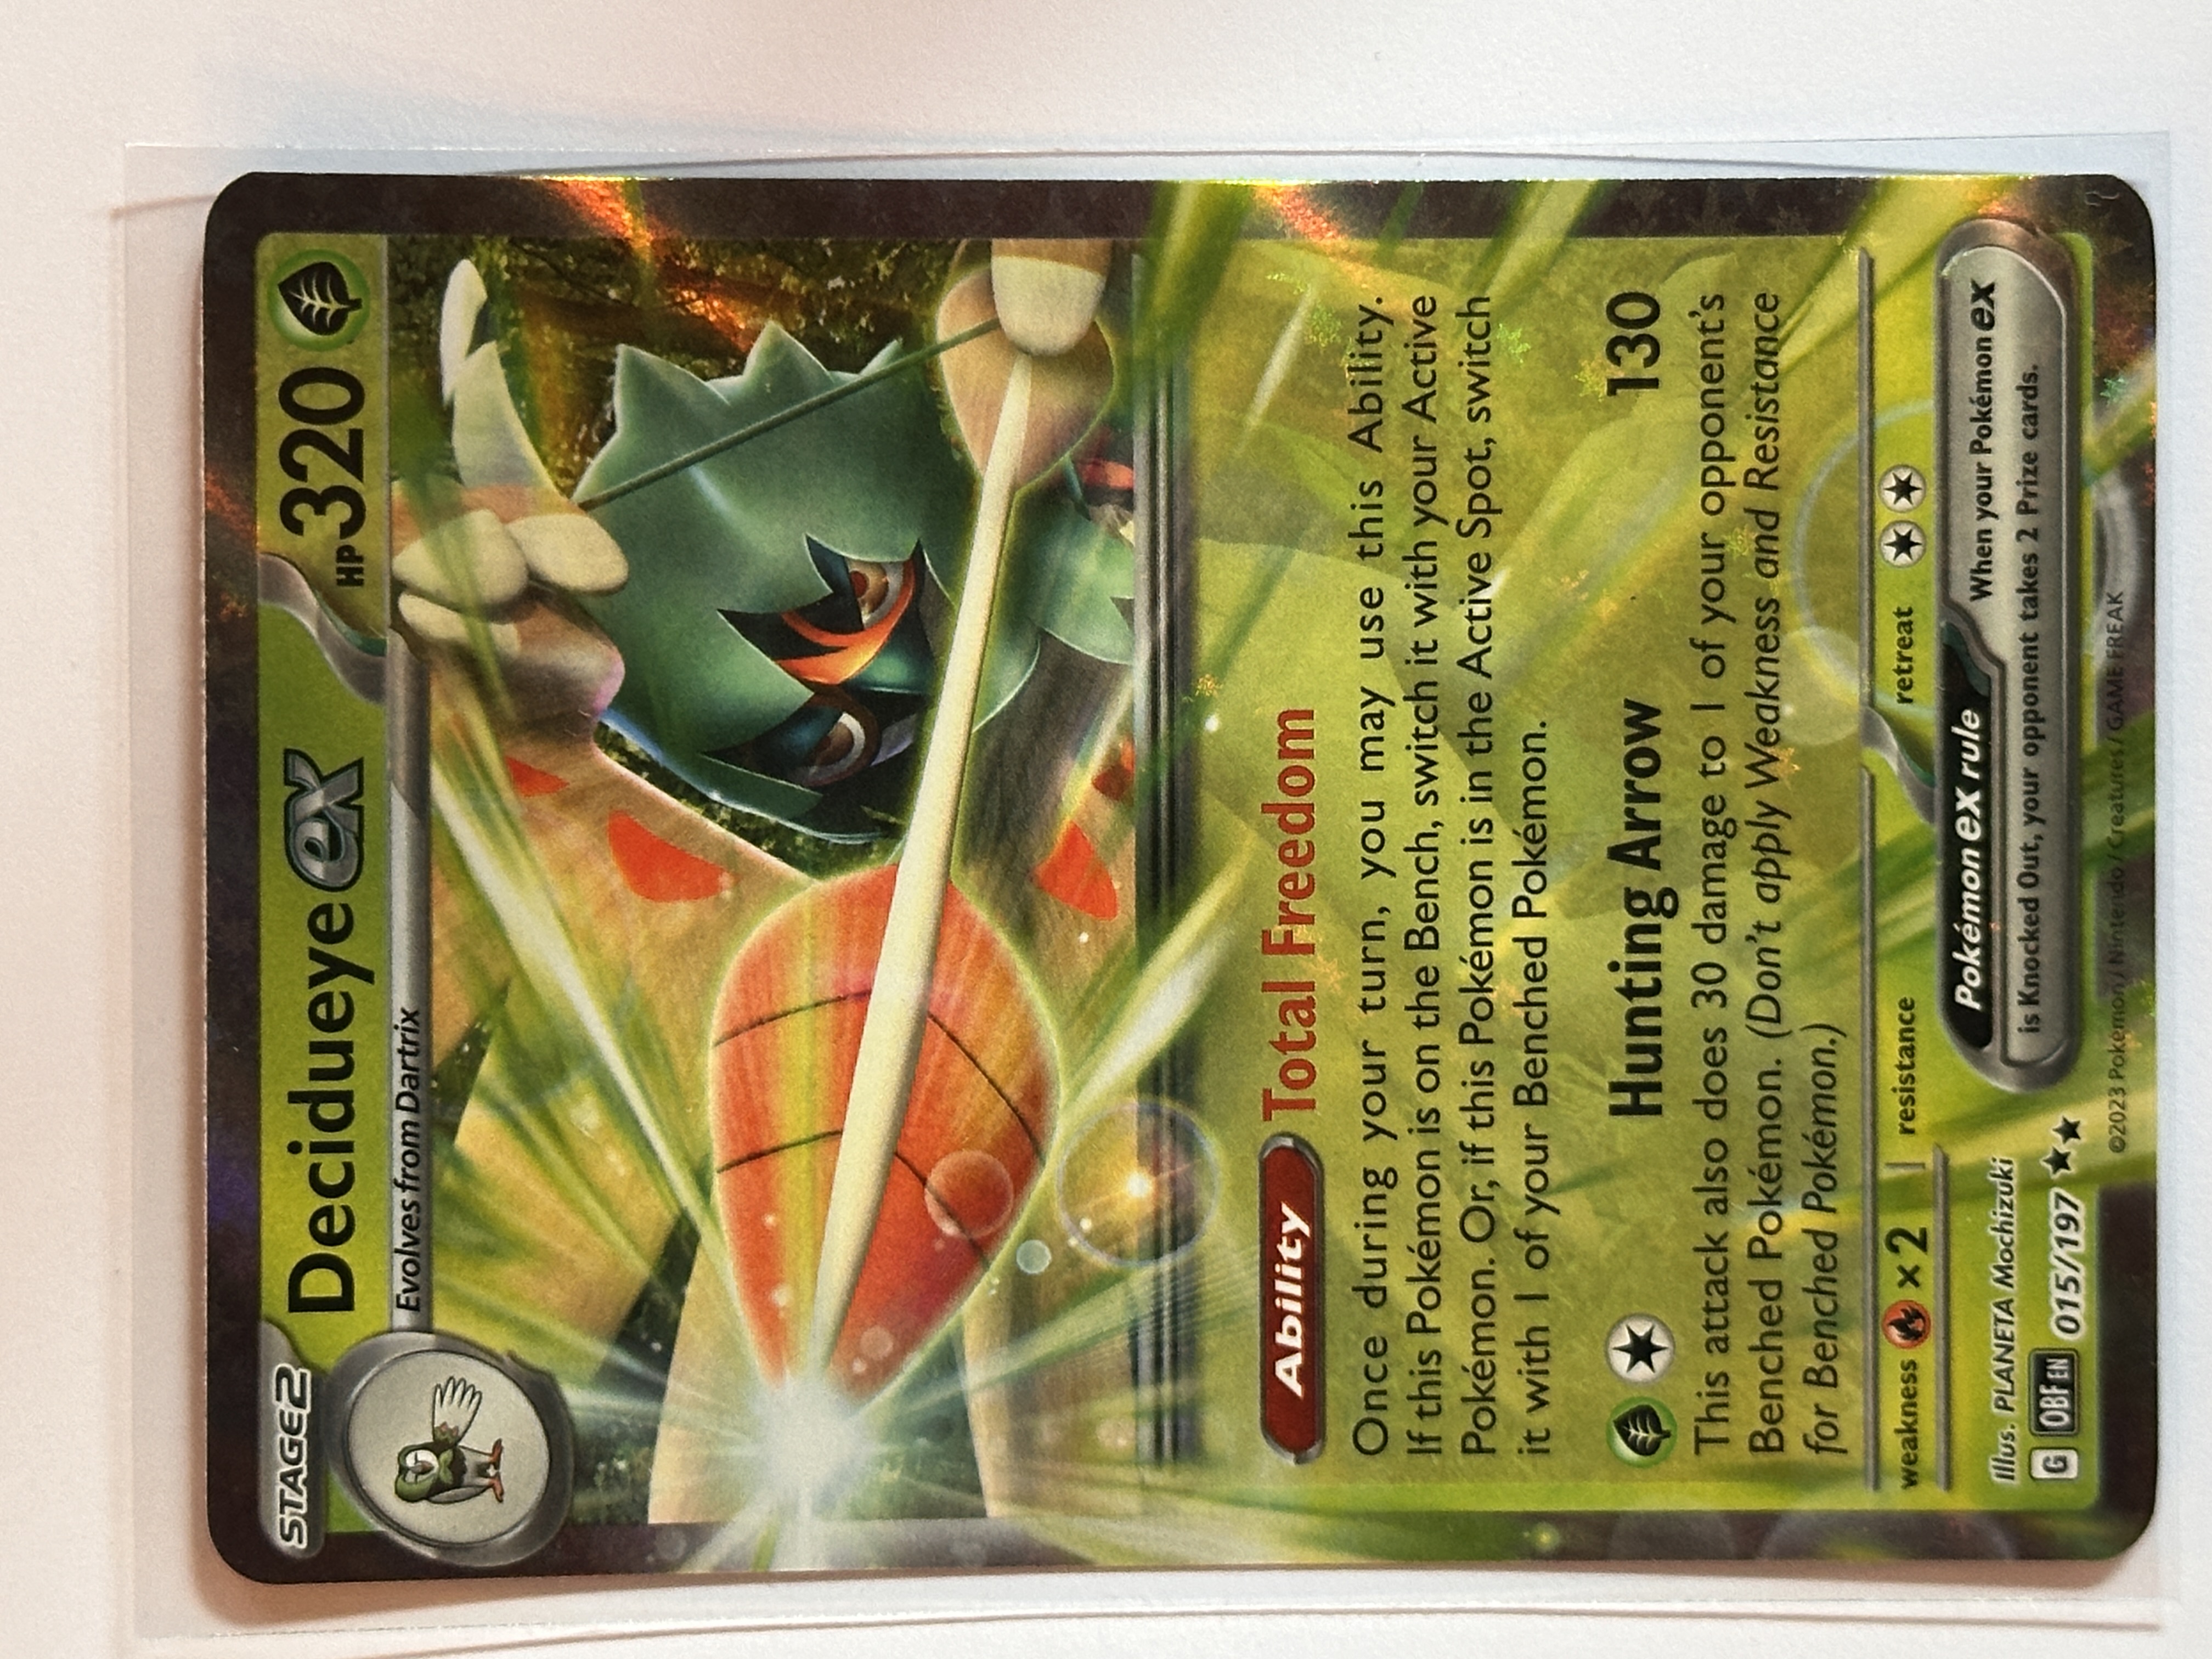 STAGE2
Decidueye ex
HP 320
Evolves from Dartrix
Ability Total Freedom
Once during your turn, you may use this Ability.
If this Pokémon is on the Bench, switch it with your Active
Pokémon. Or, if this Pokémon is in the Active Spot, switch
it with 1 of your Benched Pokémon.
Hunting Arrow 130
This attack also does 30 damage to 1 of your opponent's
Benched Pokémon. (Don't apply Weakness and Resistance
for Benched Pokémon.)
weakness ×2 resistance retreat
Pokémon ex rule When your Pokémon ex
is Knocked Out, your opponent takes 2 Prize cards.
Illus. PLANETA Mochizuki
G OBF EN 015/197 ★★
©2023 Pokémon / Nintendo / Creatures / GAME FREAK